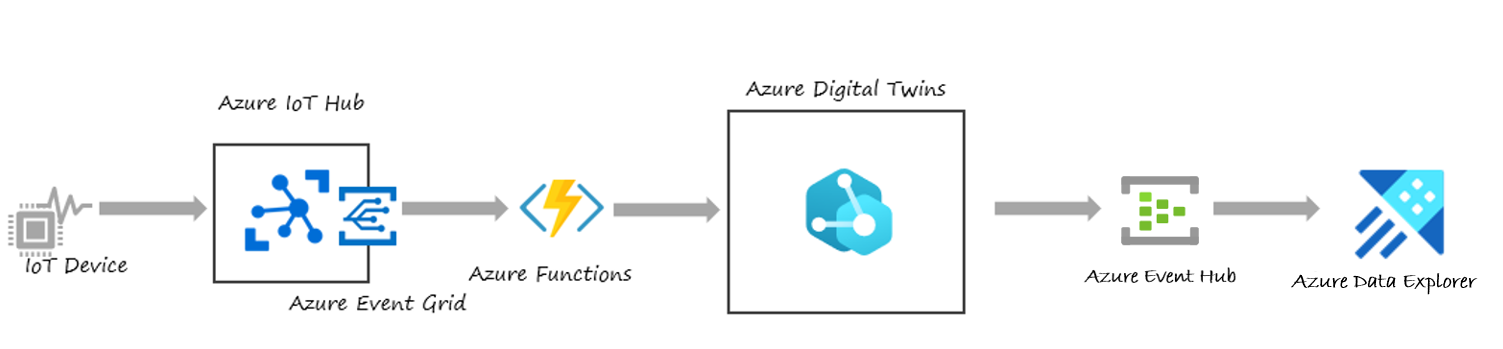 Azure IoT Hub
Azure Digital Twins
IoT Device
Azure Event Grid
Azure Functions
Azure Event Hub
Azure Data Explorer